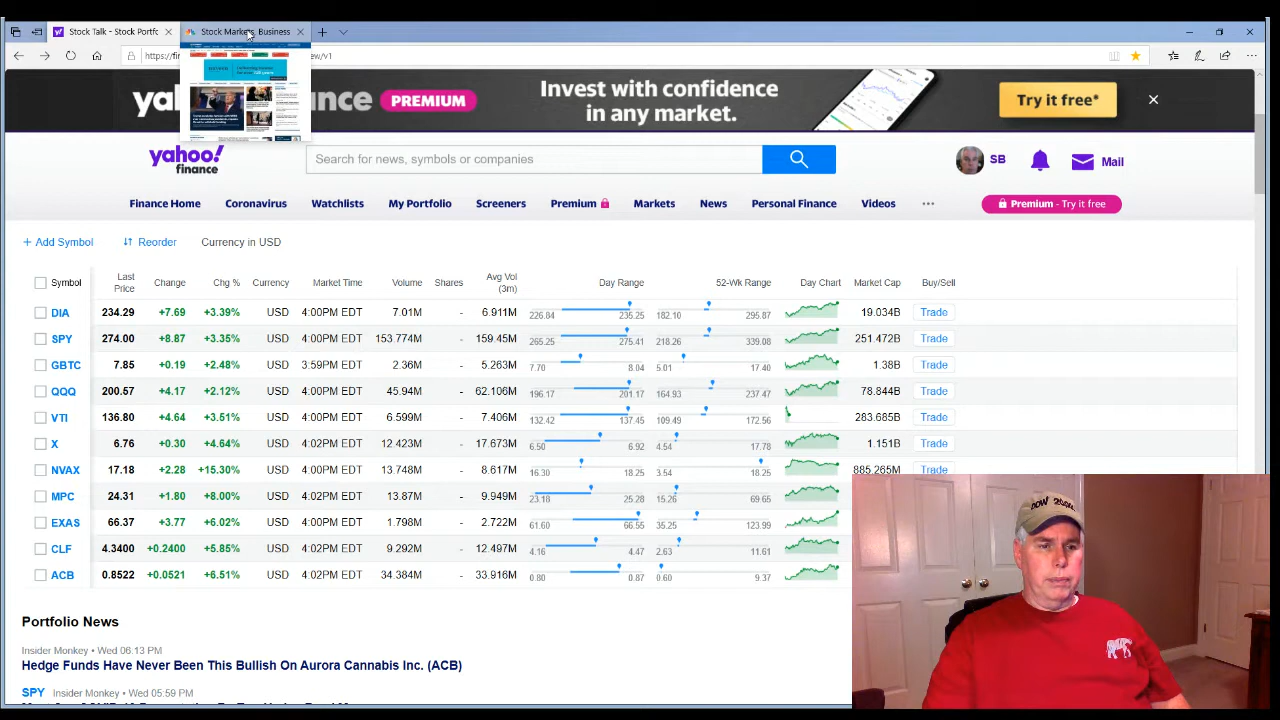 Stock Talk - Stock Portfo
Stock Markets, Business
https://fin
ew/v1
yahoo!finance PREMIUM
Invest with confidence
in any market.
Try it free*
yahoo!
finance
Search for news, symbols or companies
SB
Mail
Finance Home Coronavirus Watchlists My Portfolio Screeners Premium Markets News Personal Finance Videos ••• Premium - Try it free
+ Add Symbol Reorder Currency in USD
Symbol Last Price Change Chg % Currency Market Time Volume Shares Avg Vol (3m) Day Range 52-Wk Range Day Chart Market Cap Buy/Sell
DIA 234.29 +7.69 +3.39% USD 4:00PM EDT 7.01M - 6.911M 226.84 235.25 182.10 295.87 19.034B Trade
SPY 274.00 +8.87 +3.35% USD 4:00PM EDT 153.774M - 159.45M 265.25 275.41 218.26 339.08 251.472B Trade
GBTC 7.85 +0.19 +2.48% USD 3:59PM EDT 2.36M - 5.263M 7.70 8.04 5.01 17.40 1.38B Trade
QQQ 200.57 +4.17 +2.12% USD 4:00PM EDT 45.94M - 62.106M 196.17 201.17 164.93 237.47 78.844B Trade
VTI 136.80 +4.64 +3.51% USD 4:00PM EDT 6.599M - 7.406M 132.42 137.45 109.49 172.56 283.685B Trade
X 6.76 +0.30 +4.64% USD 4:02PM EDT 12.423M - 17.673M 6.50 6.92 4.54 17.78 1.151B Trade
NVAX 17.18 +2.28 +15.30% USD 4:00PM EDT 13.748M - 8.617M 16.30 18.25 3.54 18.25 885.265M Trade
MPC 24.31 +1.80 +8.00% USD 4:02PM EDT 13.87M - 9.949M 23.18 25.28 15.26 69.65
EXAS 66.37 +3.77 +6.02% USD 4:00PM EDT 1.798M - 2.722M 61.60 66.55 35.25 123.99
CLF 4.3400 +0.2400 +5.85% USD 4:02PM EDT 9.292M - 12.497M 4.16 4.47 2.63 11.61
ACB 0.8522 +0.0521 +6.51% USD 4:02PM EDT 34.384M - 33.916M 0.80 0.87 0.60 9.37
Portfolio News
Insider Monkey • Wed 06:13 PM
Hedge Funds Have Never Been This Bullish On Aurora Cannabis Inc. (ACB)
SPY Insider Monkey • Wed 05:59 PM